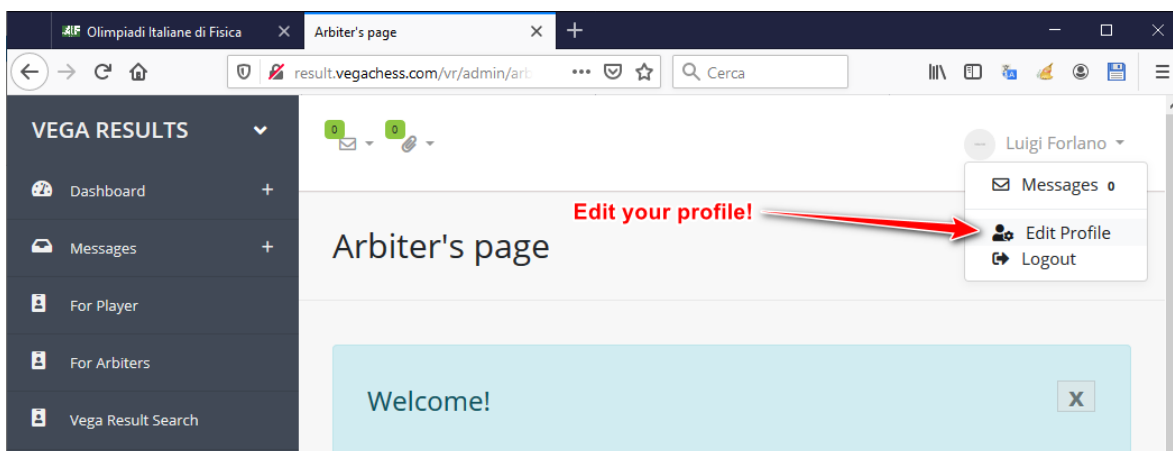 Olimpiadi Italiane di Fisica
Arbiter's page
result.vegachess.com/vr/admin/arb
Cerca
VEGA RESULTS
0
0
Luigi Forlano
Messages 0
Edit Profile
Logout
Edit your profile!
Dashboard
Messages
For Player
For Arbiters
Vega Result Search
Arbiter's page
Welcome!
X